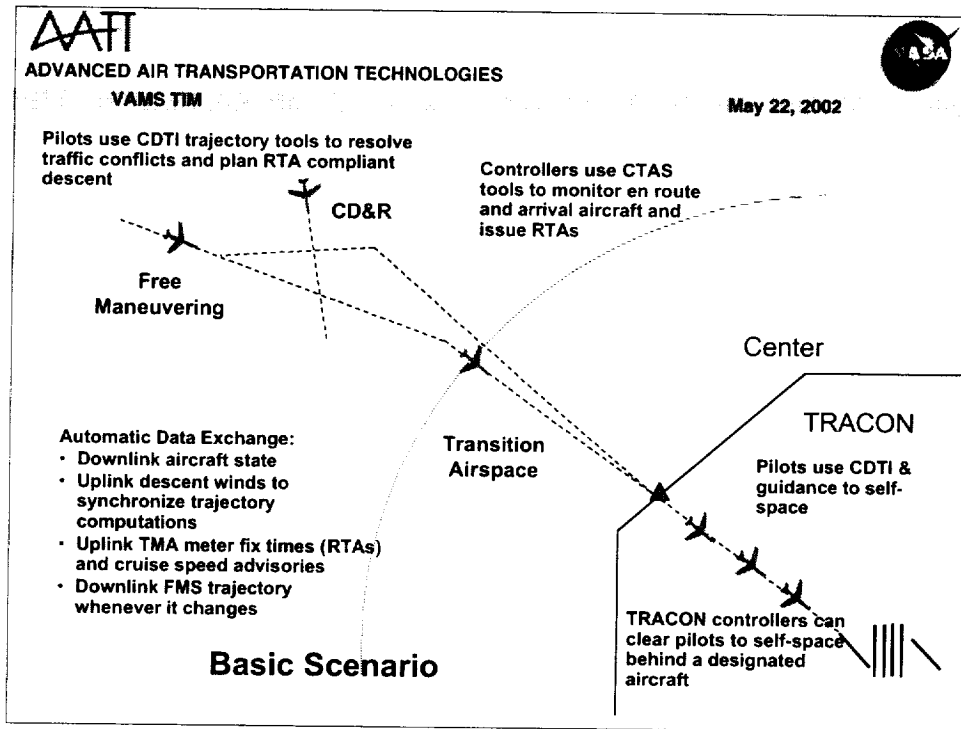 AATT
NASA
ADVANCED AIR TRANSPORTATION TECHNOLOGIES
VAMS TIM
May 22, 2002
Pilots use CDTI trajectory tools to resolve
traffic conflicts and plan RTA compliant
descent
CD&R
Controllers use CTAS
tools to monitor en route
and arrival aircraft and
issue RTAs
Free
Maneuvering
Center
TRACON
Transition
Airspace
Pilots use CDTI &
guidance to self-
space
Automatic Data Exchange:
· Downlink aircraft state
· Uplink descent winds to
synchronize trajectory
computations
· Uplink TMA meter fix times (RTAs)
and cruise speed advisories
· Downlink FMS trajectory
whenever it changes
TRACON controllers can
clear pilots to self-space
behind a designated
aircraft
Basic Scenario